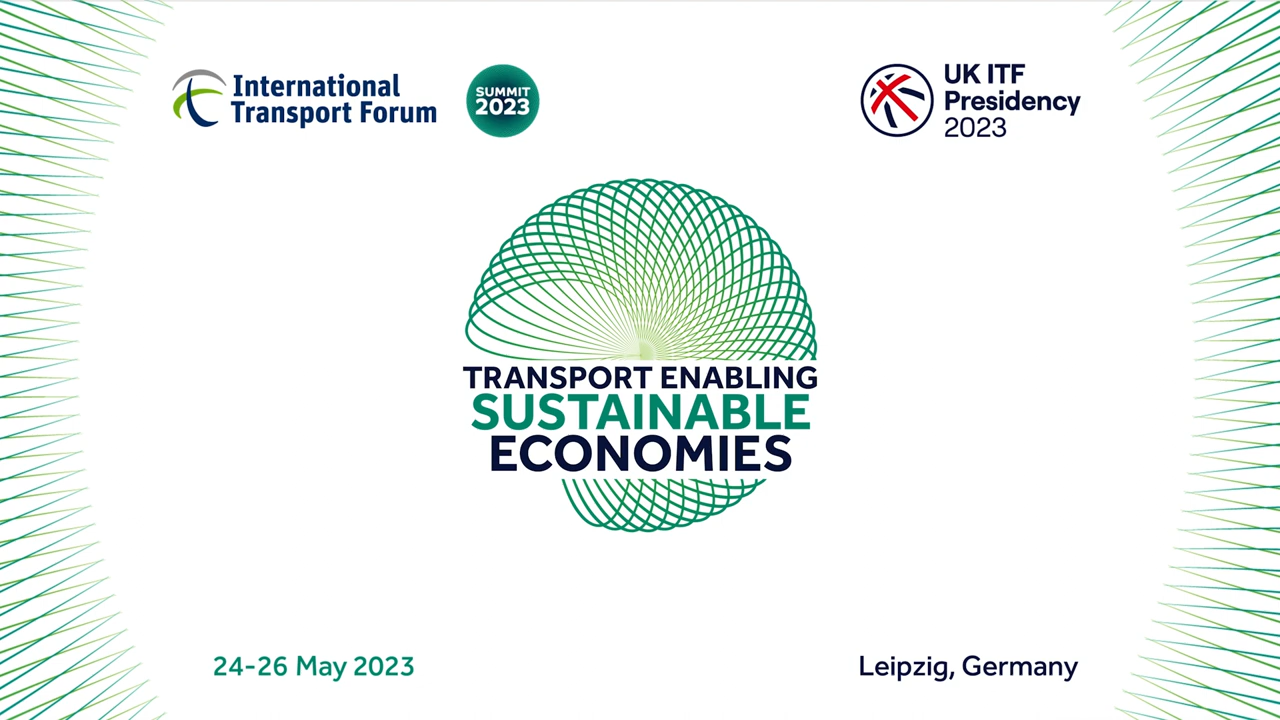 International
Transport Forum
SUMMIT
2023
UK ITF
Presidency
2023
TRANSPORT ENABLING
SUSTAINABLE
ECONOMIES
24-26 May 2023
Leipzig, Germany